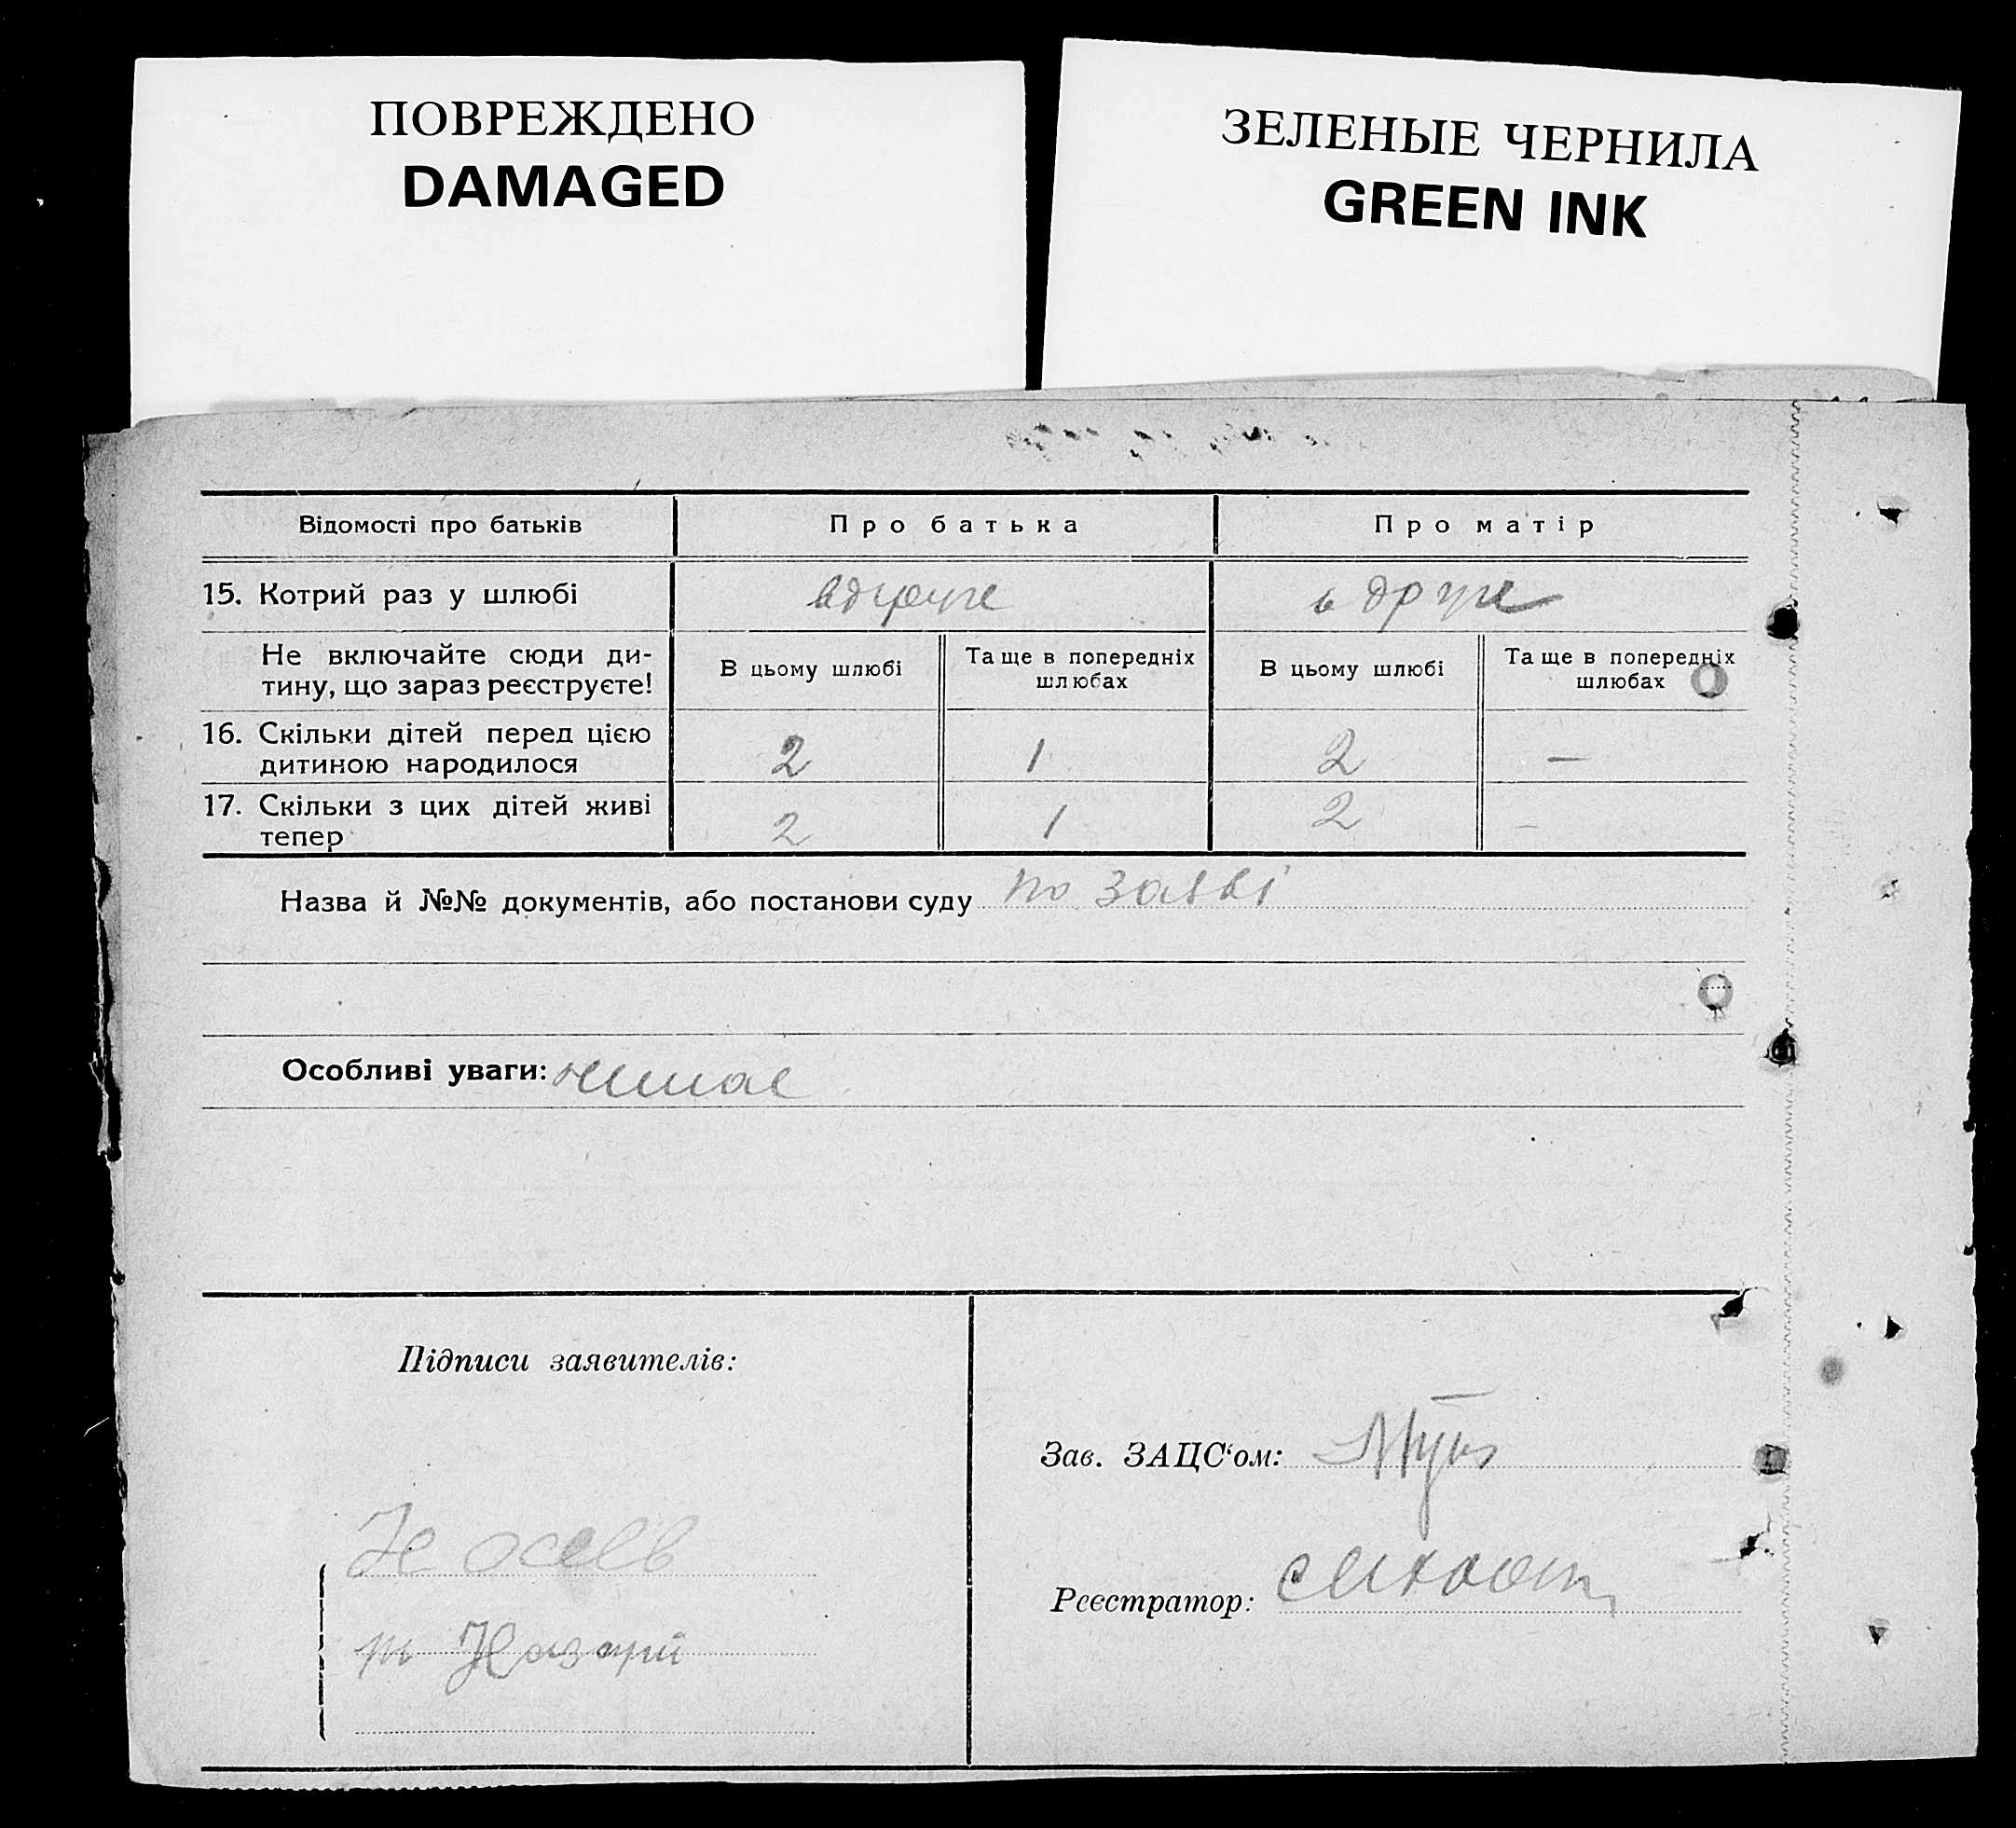 ПОВРЕЖДЕНО
DAMAGED
ЗЕЛЕНЫЕ ЧЕРНИЛА
GREEN INK
Відомості про батьків Про батька Про матір
15. Котрий раз у шлюбі вдруге в друге
Не включайте сюди ди-
тину, що зараз реєструєте!
В цьому шлюбі
Та ще в попередніх
шлюбах
В цьому шлюбі
Та ще в попередніх
шлюбах
16. Скільки дітей перед цією
дитиною народилося
2 1 2 —
17. Скільки з цих дітей живі
тепер
2 1 2 –
Назва й №№ документів, або постанови суду по заяві
Особливі уваги: немає
Підписи заявителів:
Зав. ЗАЦС‘ом:
Реєстратор: